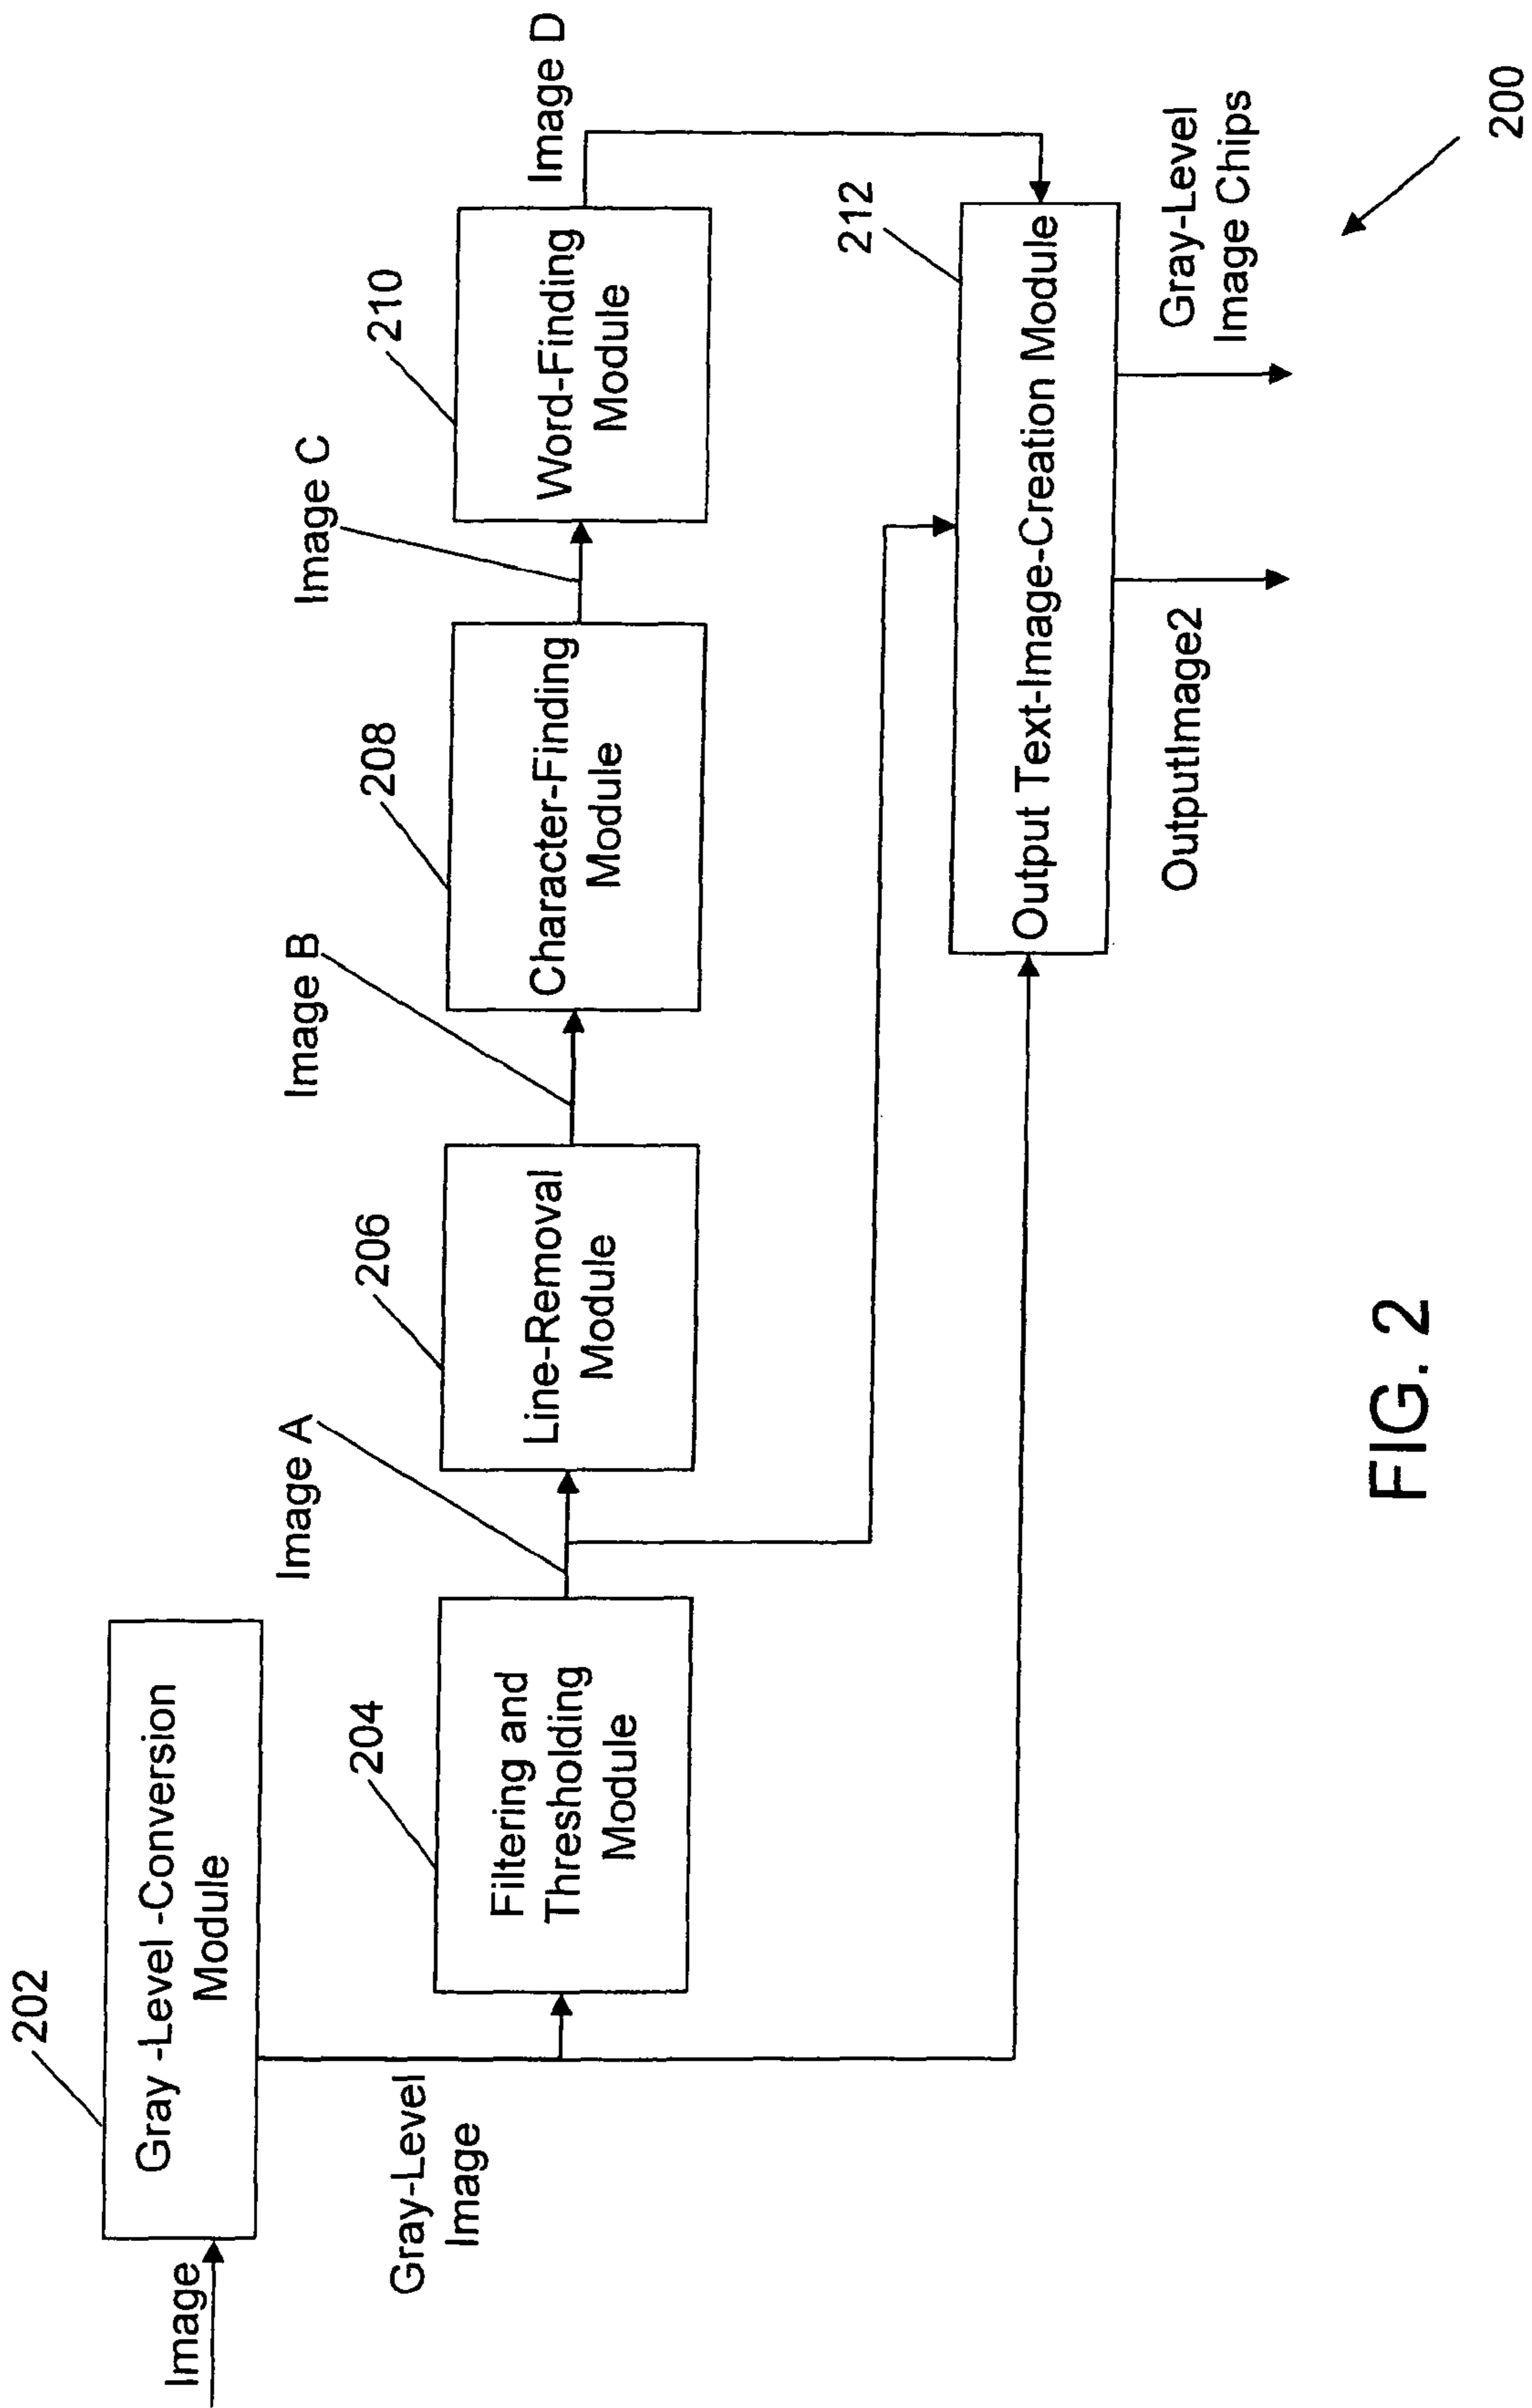 202
Image
Gray -Level -Conversion
Module
Gray-Level
Image
204
Filtering and
Thresholding
Module
Image A
206
Line-Removal
Module
Image B
208
Character-Finding
Module
Image C
210
Word-Finding
Module
Image D
212
Output Text-Image-Creation Module
OutputImage2
Gray-Level
Image Chips
200
FIG. 2